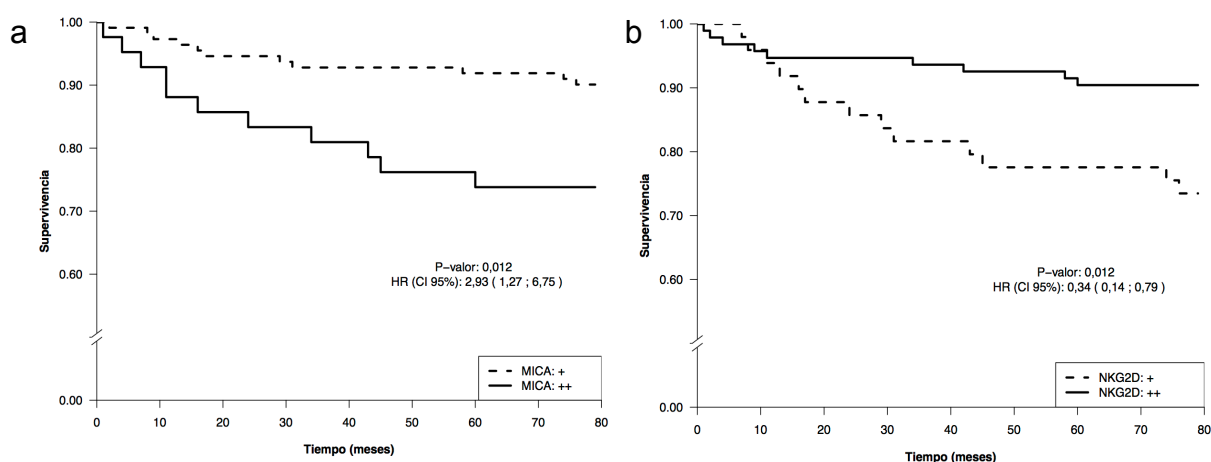 a
1.00
0.90
0.80
0.70
0.60
0.00
Supervivencia
P-valor: 0,012
HR (CI 95%): 2,93 ( 1,27 ; 6,75 )
MICA: +
MICA: ++
0 10 20 30 40 50 60 70 80
Tiempo (meses)
b
1.00
0.90
0.80
0.70
0.60
0.00
Supervivencia
P-valor: 0,012
HR (CI 95%): 0,34 ( 0,14 ; 0,79 )
NKG2D: +
NKG2D: ++
0 10 20 30 40 50 60 70 80
Tiempo (meses)